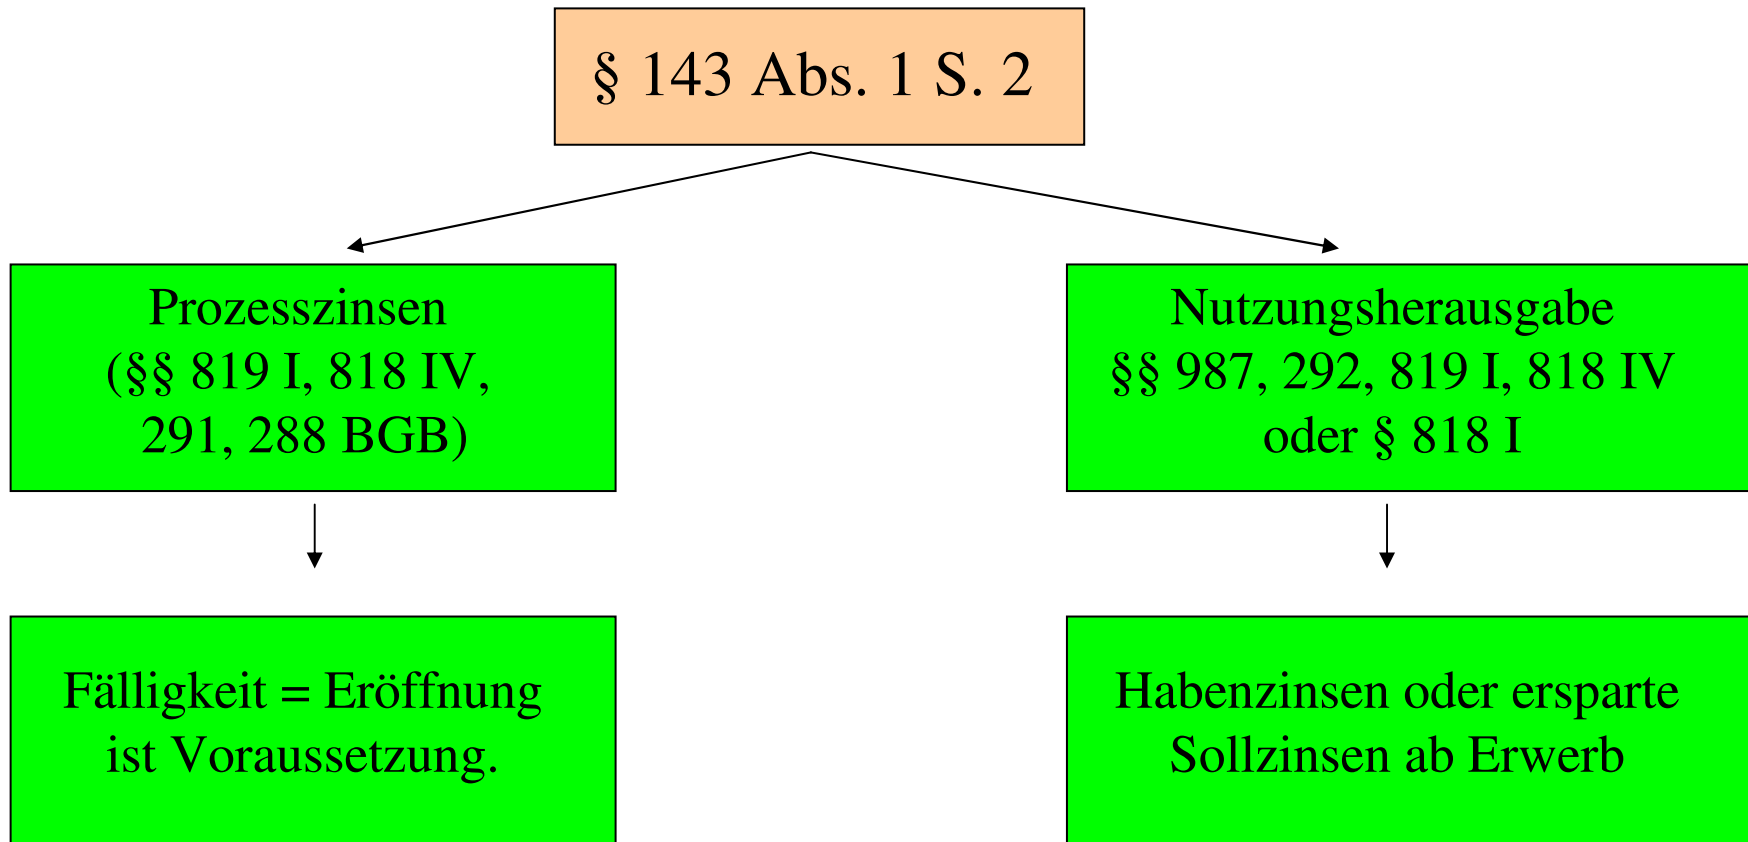 § 143 Abs. 1 S. 2
Prozesszinsen
(§§ 819 I, 818 IV,
291, 288 BGB)
Nutzungsherausgabe
§§ 987, 292, 819 I, 818 IV
oder § 818 I
Fälligkeit = Eröffnung
ist Voraussetzung.
Habenzinsen oder ersparte
Sollzinsen ab Erwerb